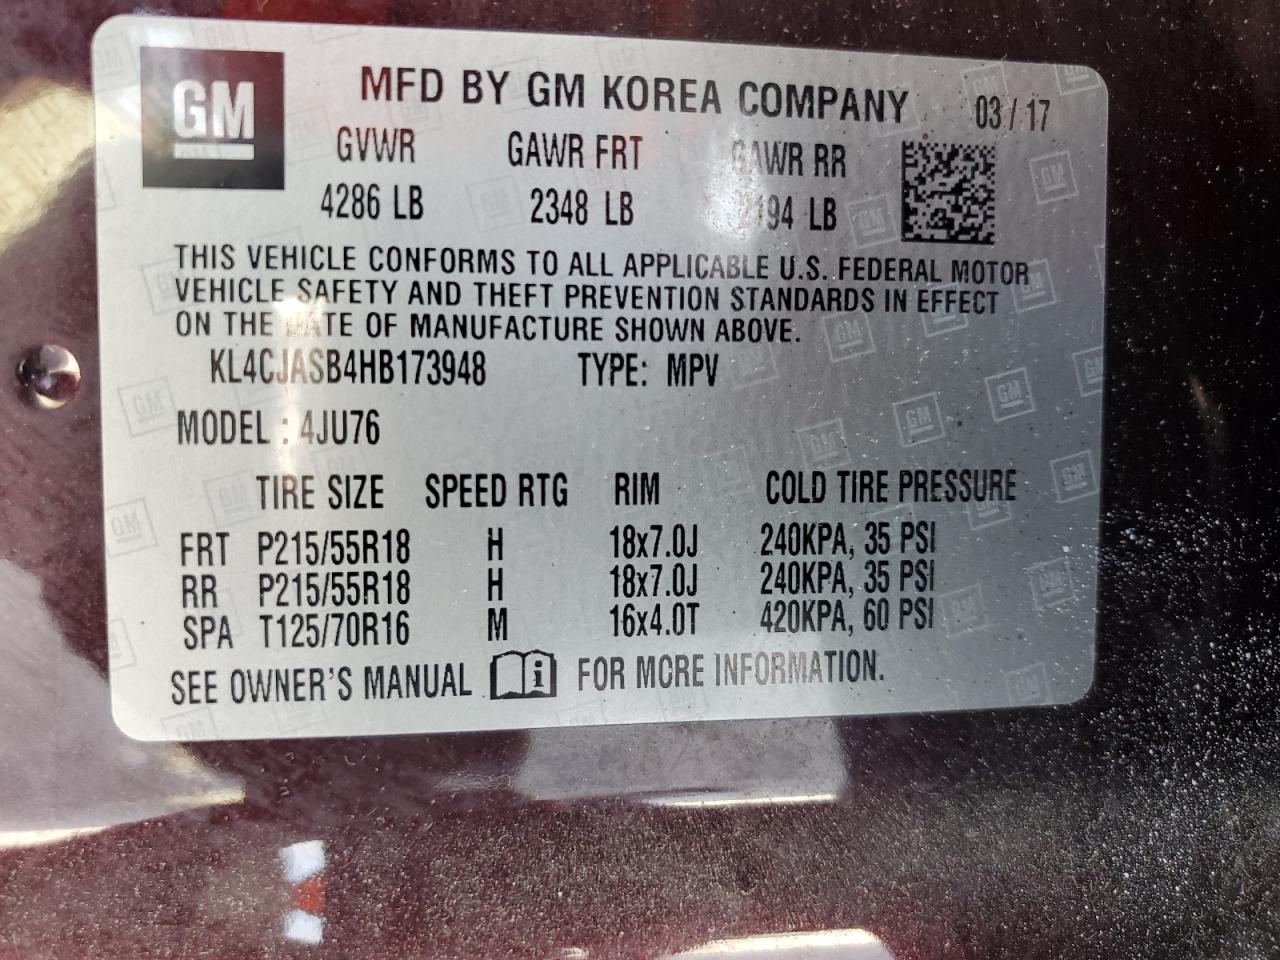 GM
MFD BY GM KOREA COMPANY 03/17
GVWR GAWR FRT GAWR RR
4286 LB 2348 LB 2194 LB
THIS VEHICLE CONFORMS TO ALL APPLICABLE U.S. FEDERAL MOTOR
VEHICLE SAFETY AND THEFT PREVENTION STANDARDS IN EFFECT
ON THE DATE OF MANUFACTURE SHOWN ABOVE.
KL4CJASB4HB173948 TYPE: MPV
MODEL : 4JU76
TIRE SIZE SPEED RTG RIM COLD TIRE PRESSURE
FRT P215/55R18 H 18x7.0J 240KPA, 35 PSI
RR P215/55R18 H 18x7.0J 240KPA, 35 PSI
SPA T125/70R16 M 16x4.0T 420KPA, 60 PSI
SEE OWNER'S MANUAL i FOR MORE INFORMATION.